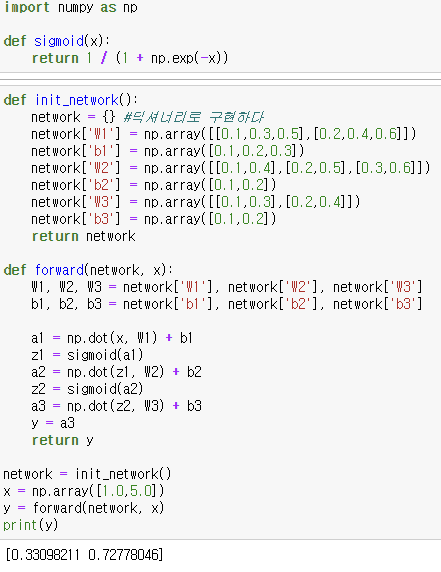 import numpy as np

def sigmoid(x):
    return 1 / (1 + np.exp(-x))

def init_network():
    network = {} #딕셔너리로 구현하다
    network['W1'] = np.array([[0.1,0.3,0.5],[0.2,0.4,0.6]])
    network['b1'] = np.array([0.1,0.2,0.3])
    network['W2'] = np.array([[0.1,0.4],[0.2,0.5],[0.3,0.6]])
    network['b2'] = np.array([0.1,0.2])
    network['W3'] = np.array([[0.1,0.3],[0.2,0.4]])
    network['b3'] = np.array([0.1,0.2])
    return network

def forward(network, x):
    W1, W2, W3 = network['W1'], network['W2'], network['W3']
    b1, b2, b3 = network['b1'], network['b2'], network['b3']

    a1 = np.dot(x, W1) + b1
    z1 = sigmoid(a1)
    a2 = np.dot(z1, W2) + b2
    z2 = sigmoid(a2)
    a3 = np.dot(z2, W3) + b3
    y = a3
    return y

network = init_network()
x = np.array([1.0,5.0])
y = forward(network, x)
print(y)

[0.33098211 0.72778046]